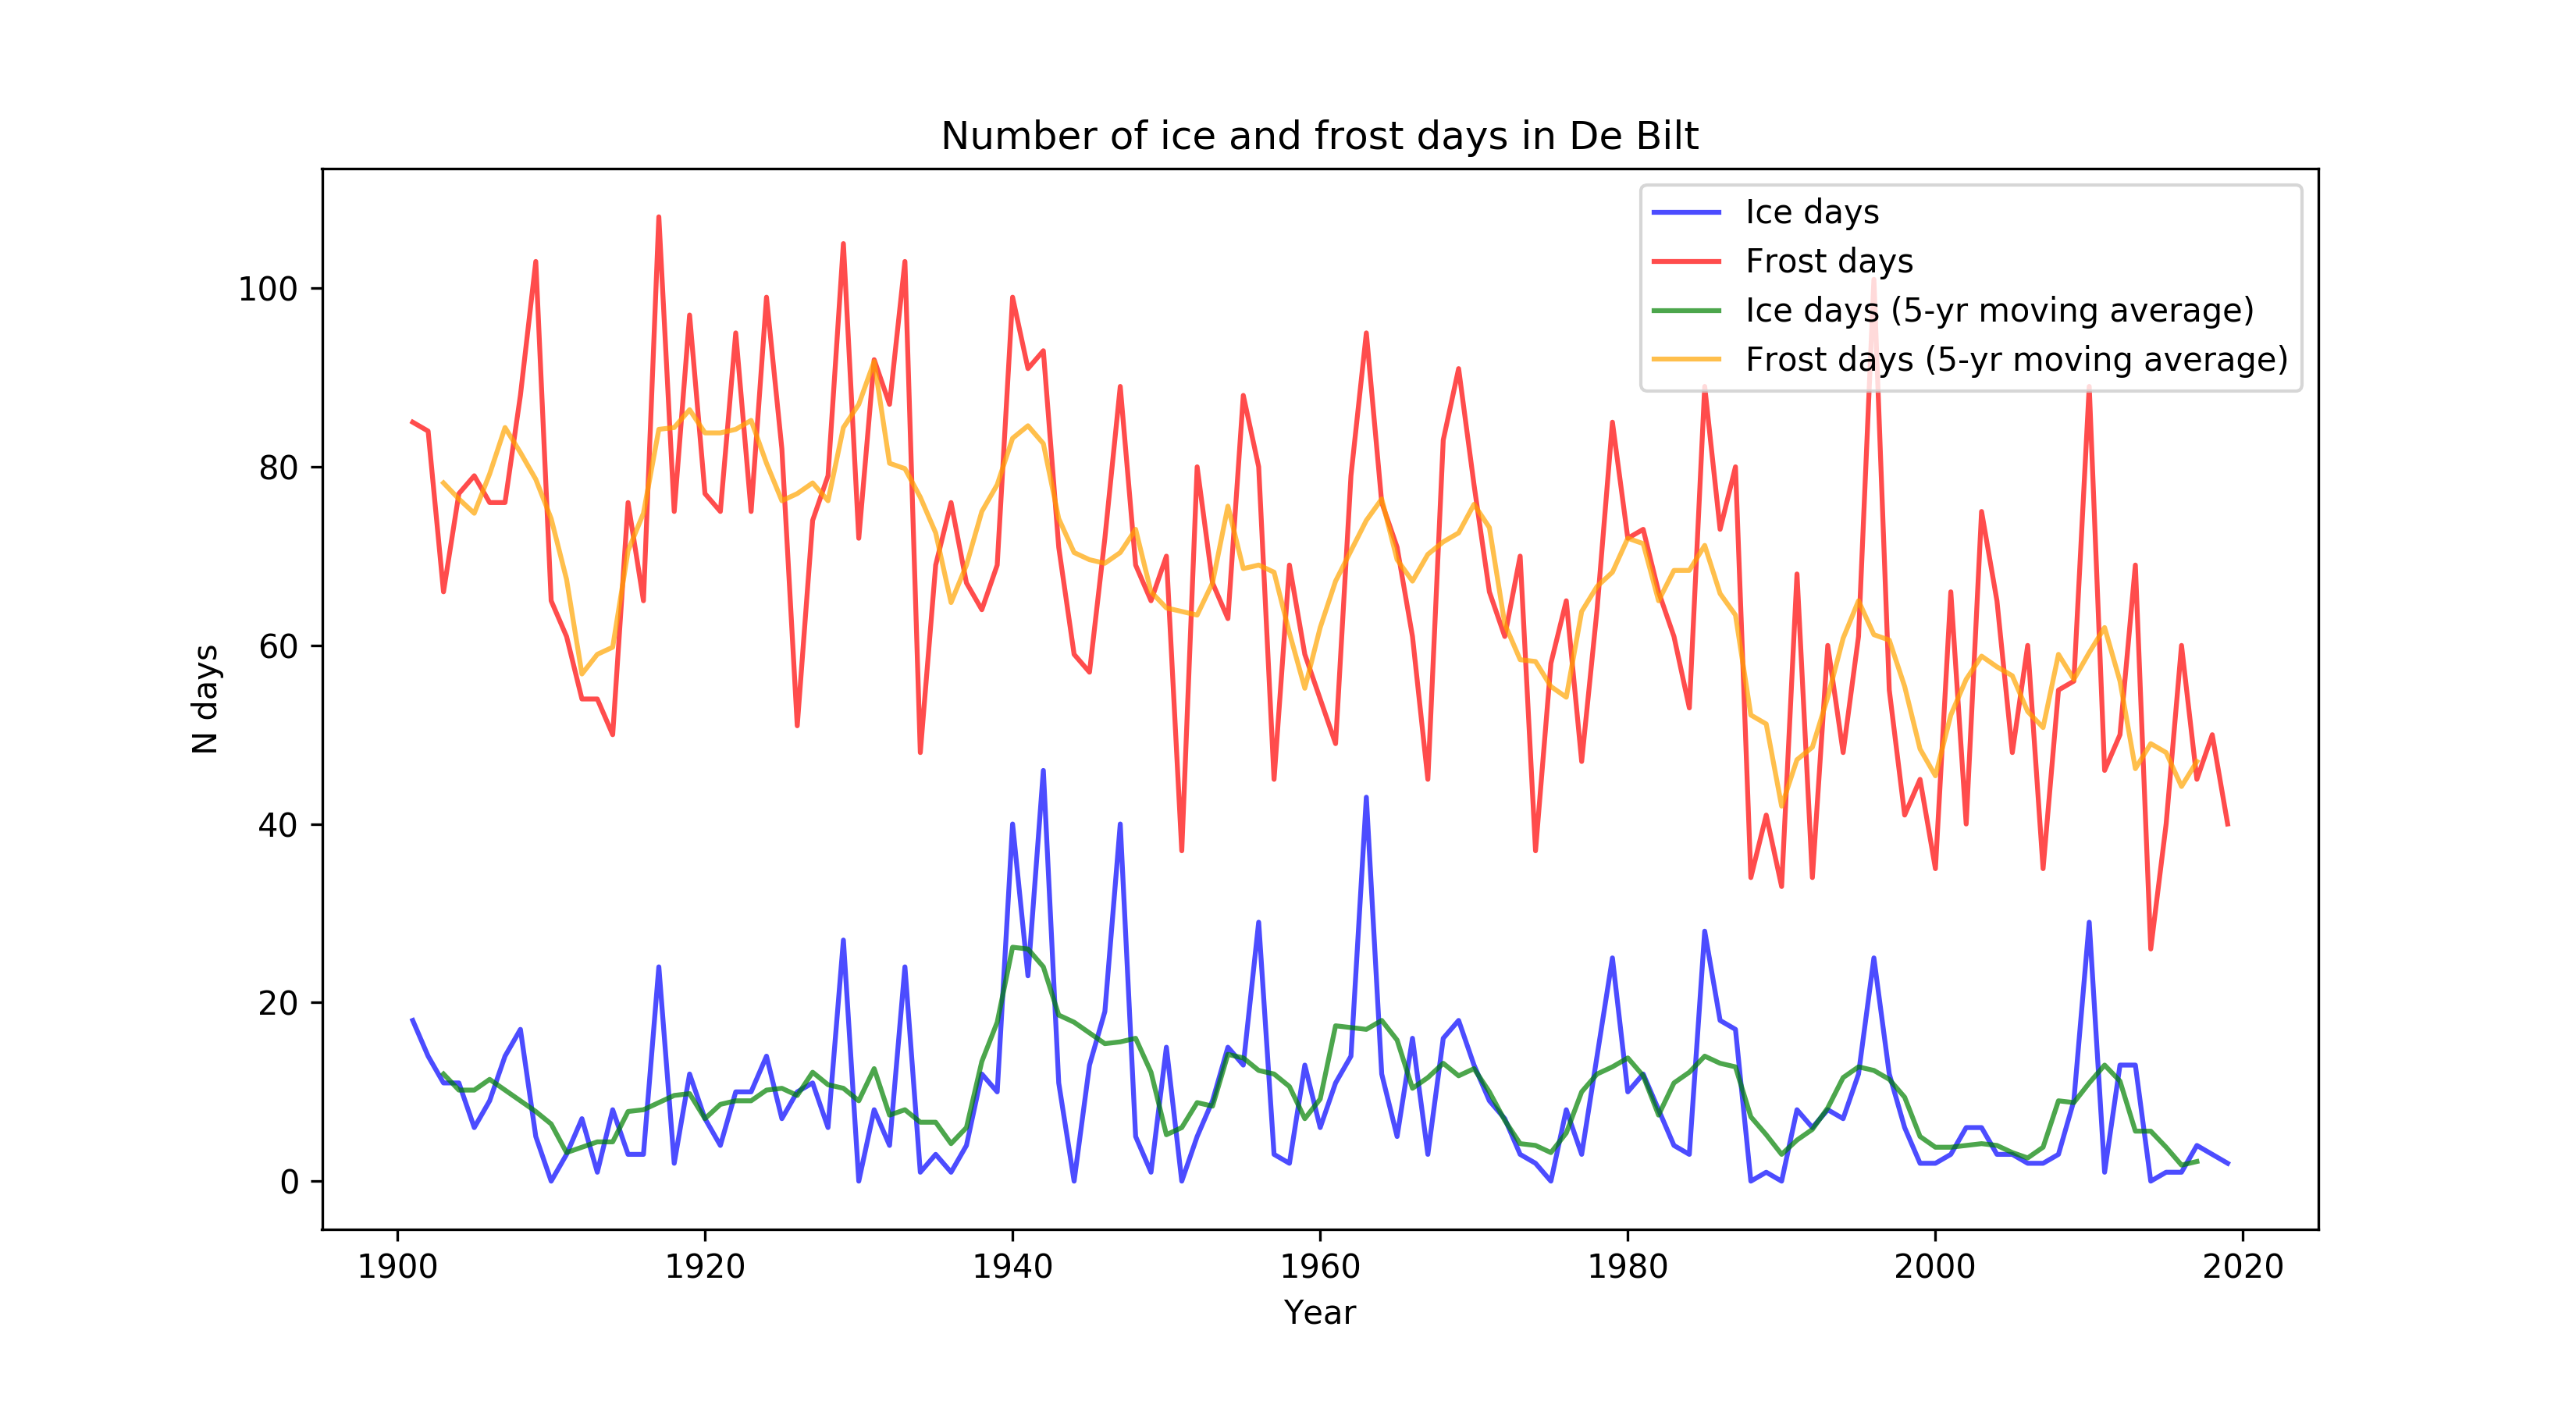 Number of ice and frost days in De Bilt
Ice days
Frost days
Ice days (5-yr moving average)
Frost days (5-yr moving average)
100
80
60
40
20
0
N days
1900 1920 1940 1960 1980 2000 2020
Year